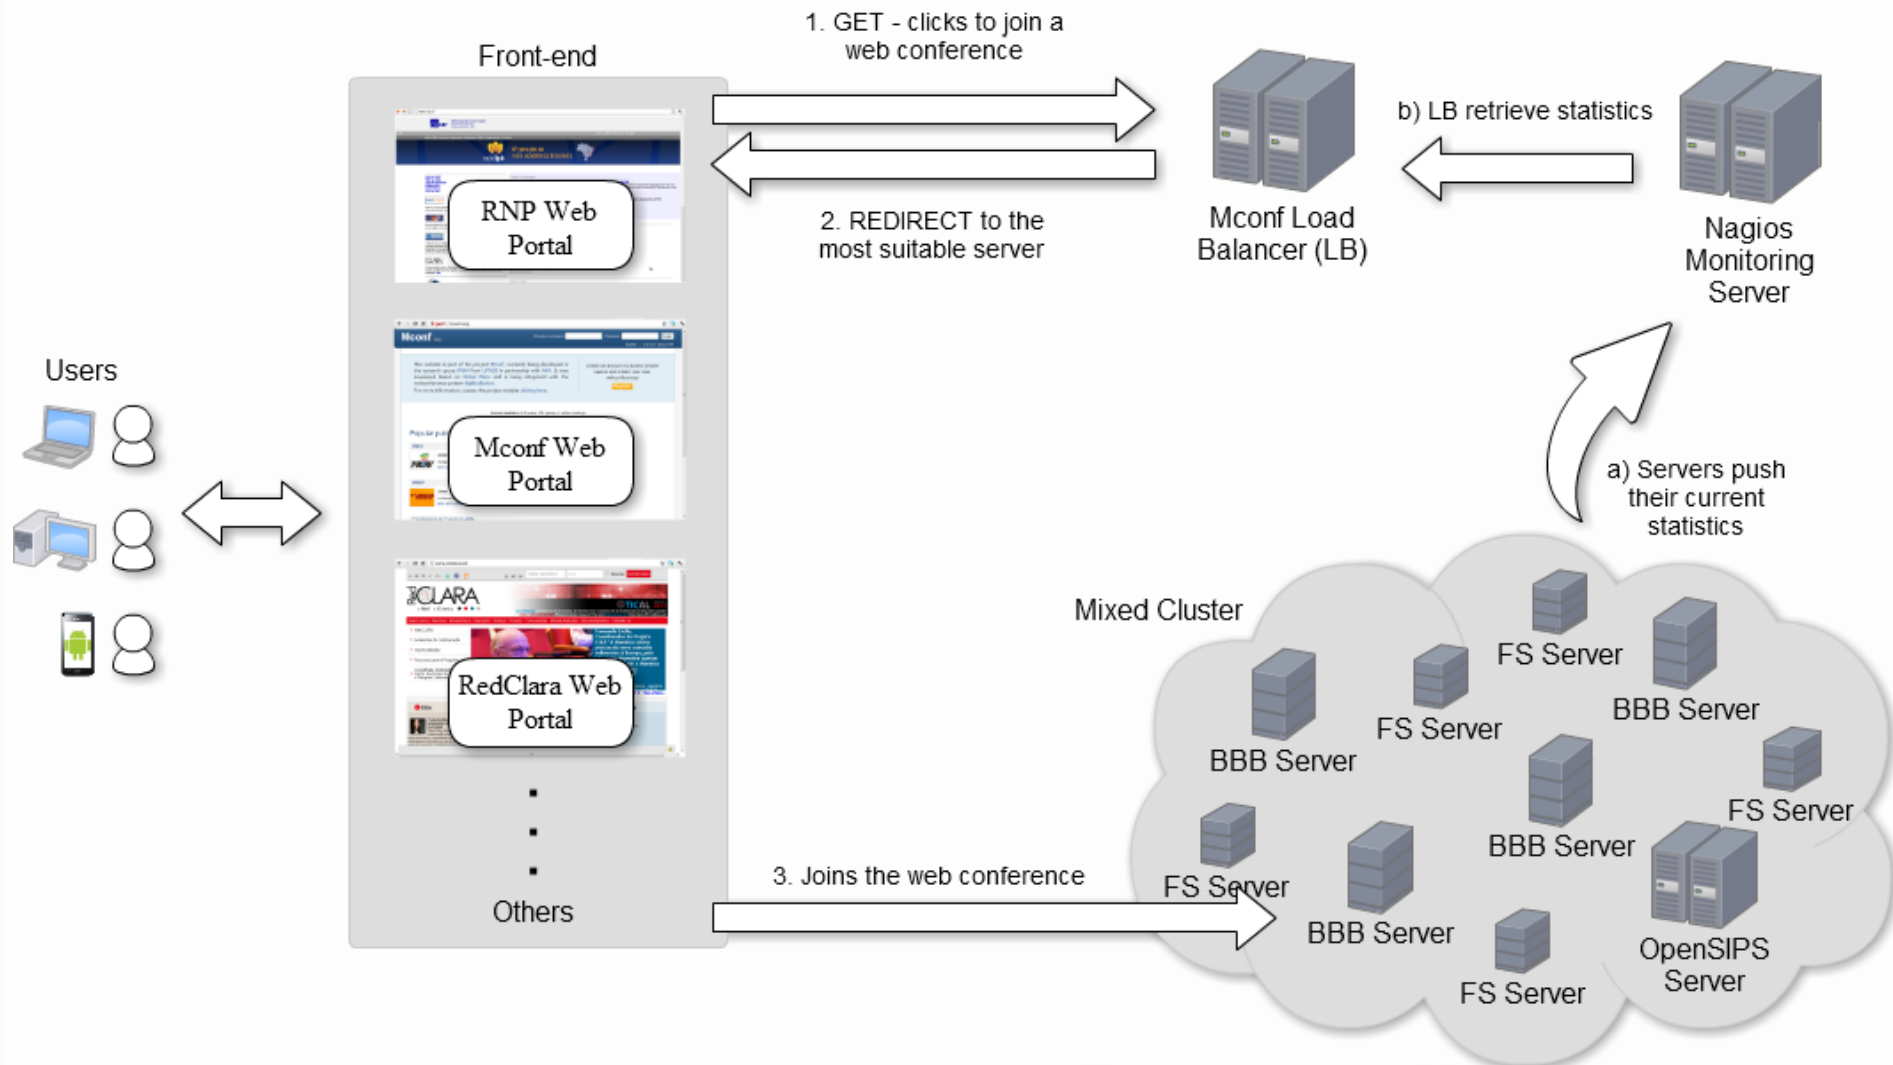 Front-end
1. GET - clicks to join a
web conference
b) LB retrieve statistics
RNP Web
Portal
2. REDIRECT to the
most suitable server
Mconf Load
Balancer (LB)
Nagios
Monitoring
Server
Users
Mconf
Mconf Web
Portal
a) Servers push
their current
statistics
CLARA
RedClara Web
Portal
Mixed Cluster
FS Server
BBB Server
FS Server
BBB Server
FS Server
BBB Server
FS Server
BBB Server
FS Server
OpenSIPS
Server
3. Joins the web conference
Others